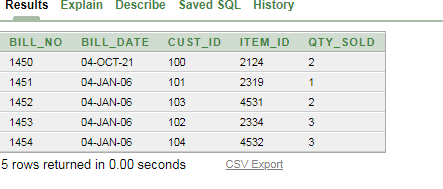 Results Explain Describe Saved SQL History
BILL_NO BILL_DATE CUST_ID ITEM_ID QTY_SOLD
1450 04-OCT-21 100 2124 2
1451 04-JAN-06 101 2319 1
1452 04-JAN-06 103 4531 2
1453 04-JAN-06 102 2334 3
1454 04-JAN-06 104 4532 3
5 rows returned in 0.00 seconds CSV Export